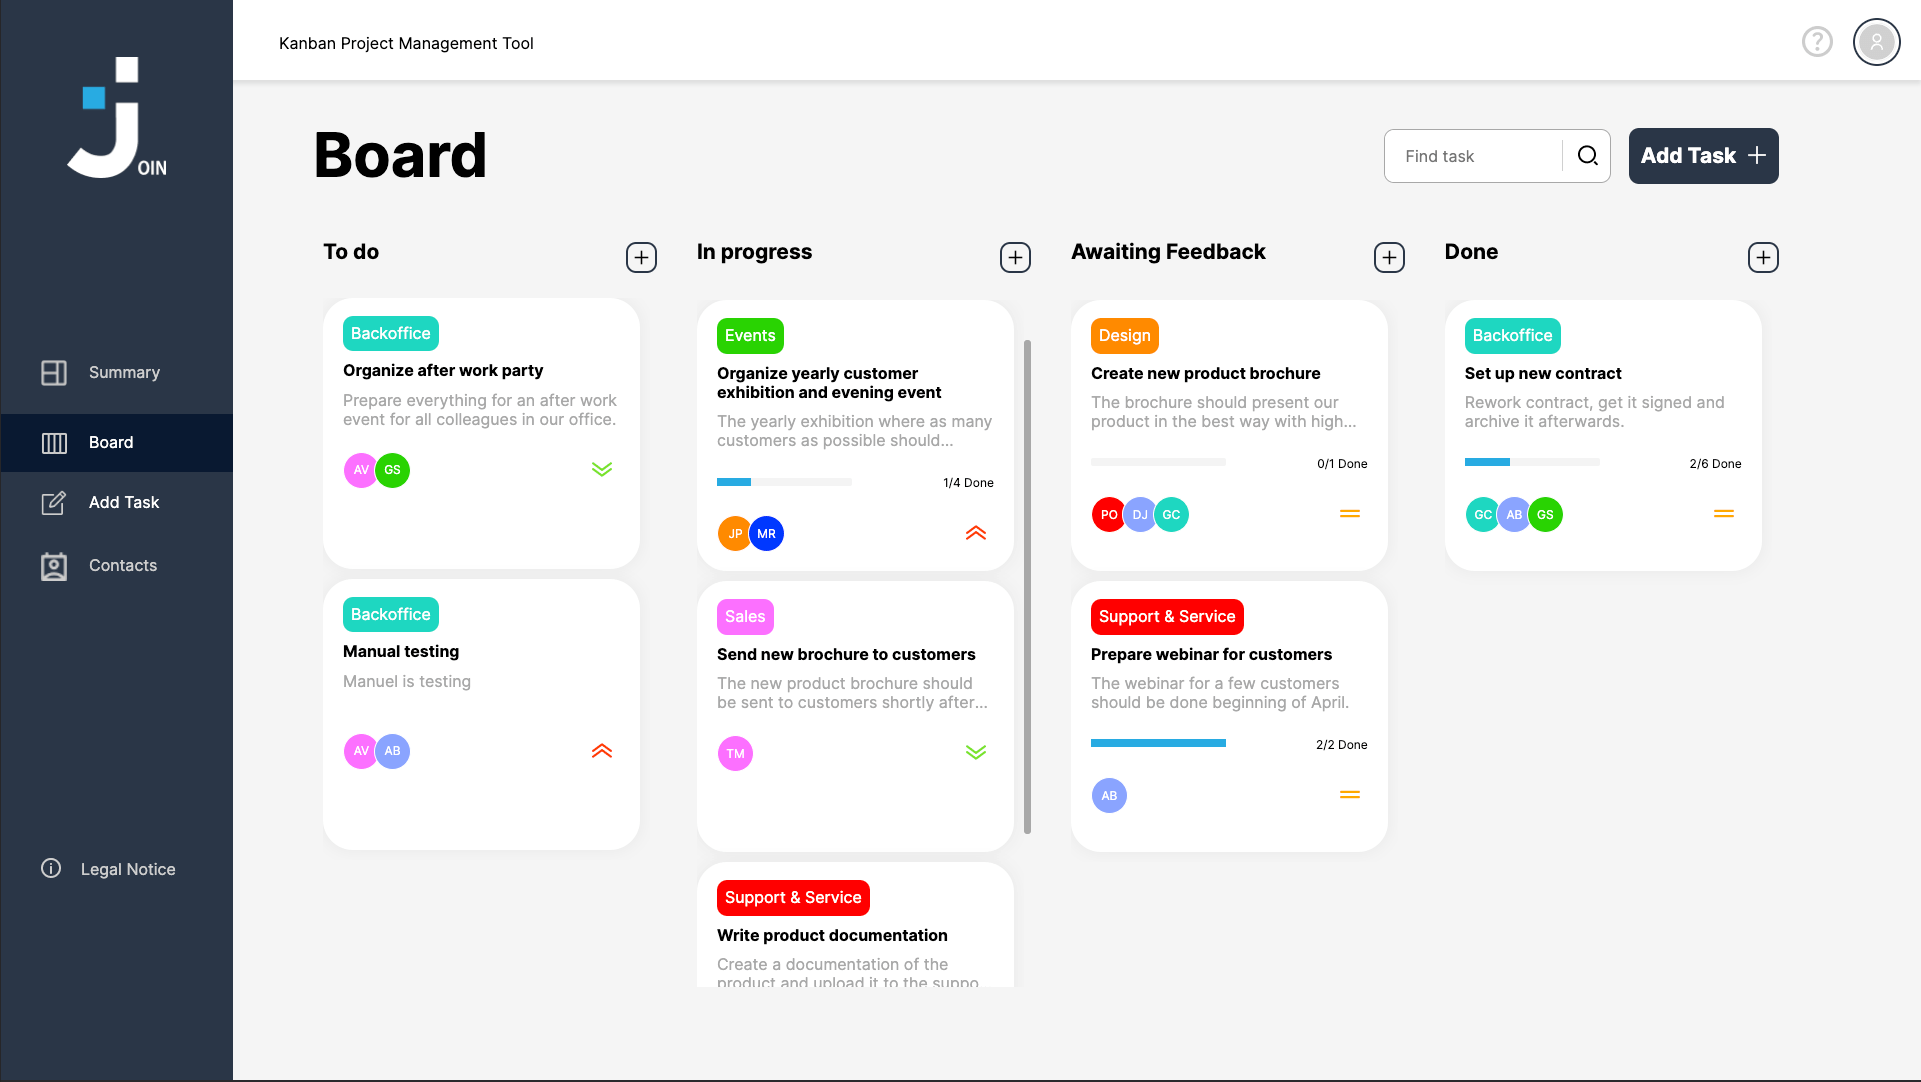 OIN
Summary
Board
Add Task
Contacts
Legal Notice
Kanban Project Management Tool
?
Board
Find task
Add Task
To do
Backoffice
Organize after work party
Prepare everything for an after work
event for all colleagues in our office.
AV GS
Backoffice
Manual testing
Manuel is testing
AV AB
In progress
Events
Organize yearly customer
exhibition and evening event
The yearly exhibition where as many
customers as possible should...
1/4 Done
JP MR
Sales
Send new brochure to customers
The new product brochure should
be sent to customers shortly after...
TM
Support & Service
Write product documentation
Create a documentation of the
product and upload it to the suppo
Awaiting Feedback
Design
Create new product brochure
The brochure should present our
product in the best way with high...
0/1 Done
PO DJ GC
Support & Service
Prepare webinar for customers
The webinar for a few customers
should be done beginning of April.
2/2 Done
AB
Done
Backoffice
Set up new contract
Rework contract, get it signed and
archive it afterwards.
2/6 Done
GC AB GS